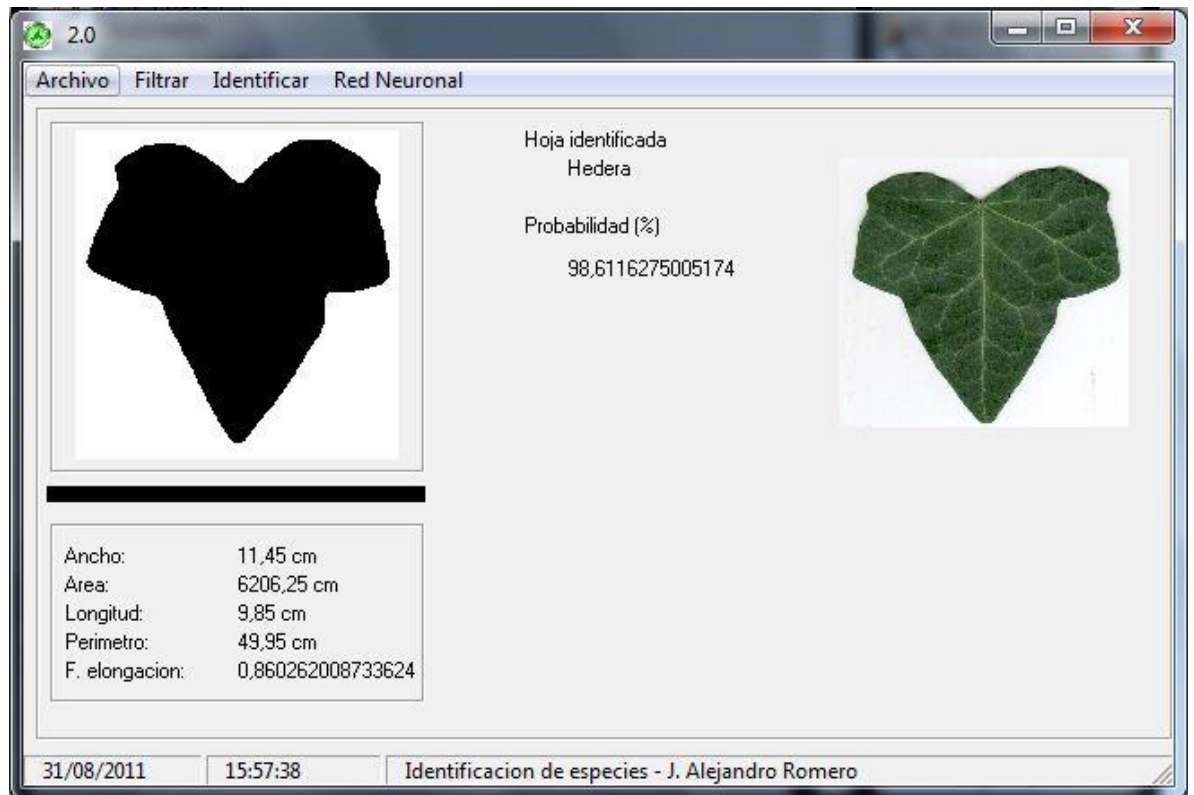 2.0
Archivo Filtrar Identificar Red Neuronal
Hoja identificada
Hedera
Probabilidad (%)
98,6116275005174
Ancho: 11,45 cm
Area: 6206,25 cm
Longitud: 9,85 cm
Perimetro: 49,95 cm
F. elongacion: 0,860262008733624
31/08/2011 15:57:38 Identificacion de especies - J. Alejandro Romero